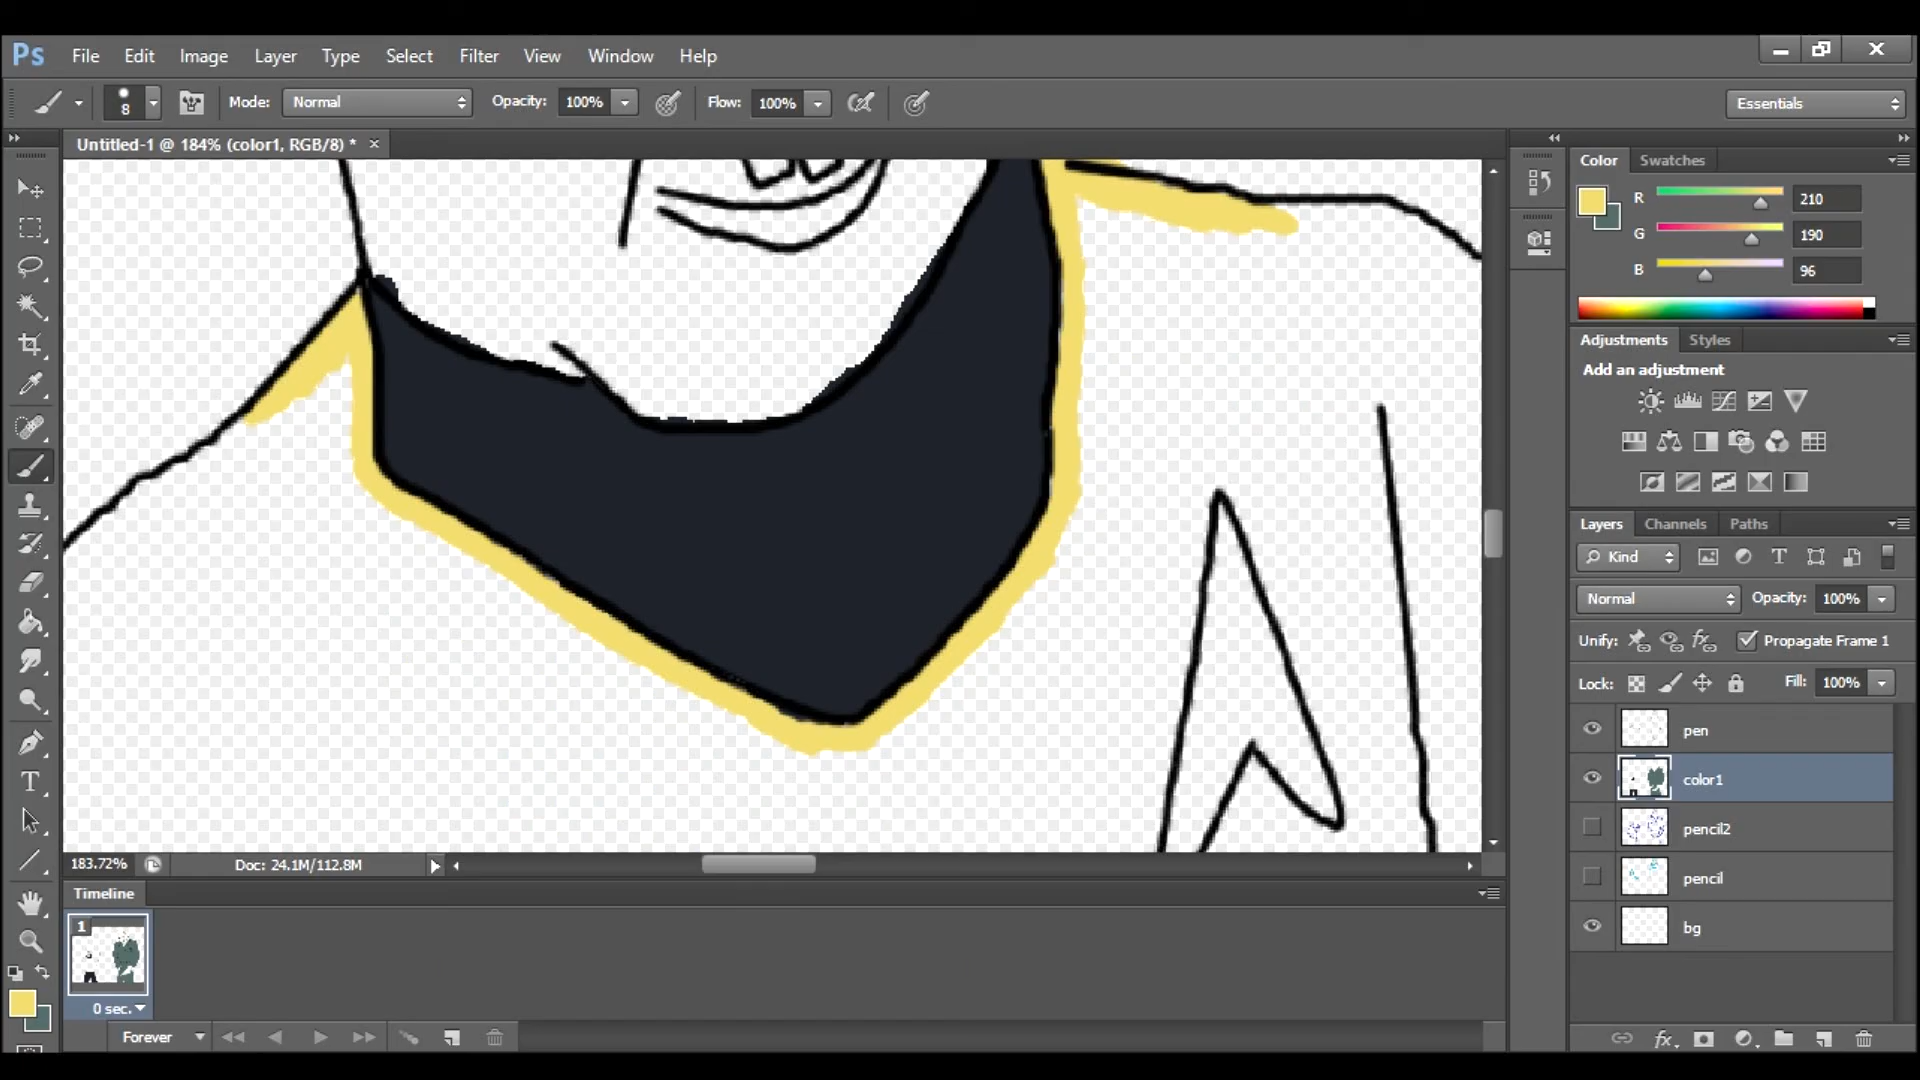 Ps File Edit Image Layer Type Select Filter View Window Help
8 Mode: Normal Opacity: 100% Flow: 100% Essentials
Untitled-1 @ 184% (color1, RGB/8) *
Color Swatches
R 210
G 190
B 96
Adjustments Styles
Add an adjustment
Layers Channels Paths
Kind T
Normal Opacity: 100%
Unify: Propagate Frame 1
Lock: Fill: 100%
pen
color1
pencil2
pencil
bg
fx
T
183.72% Doc: 24.1M/112.8M
Timeline
1
0 sec.
Forever